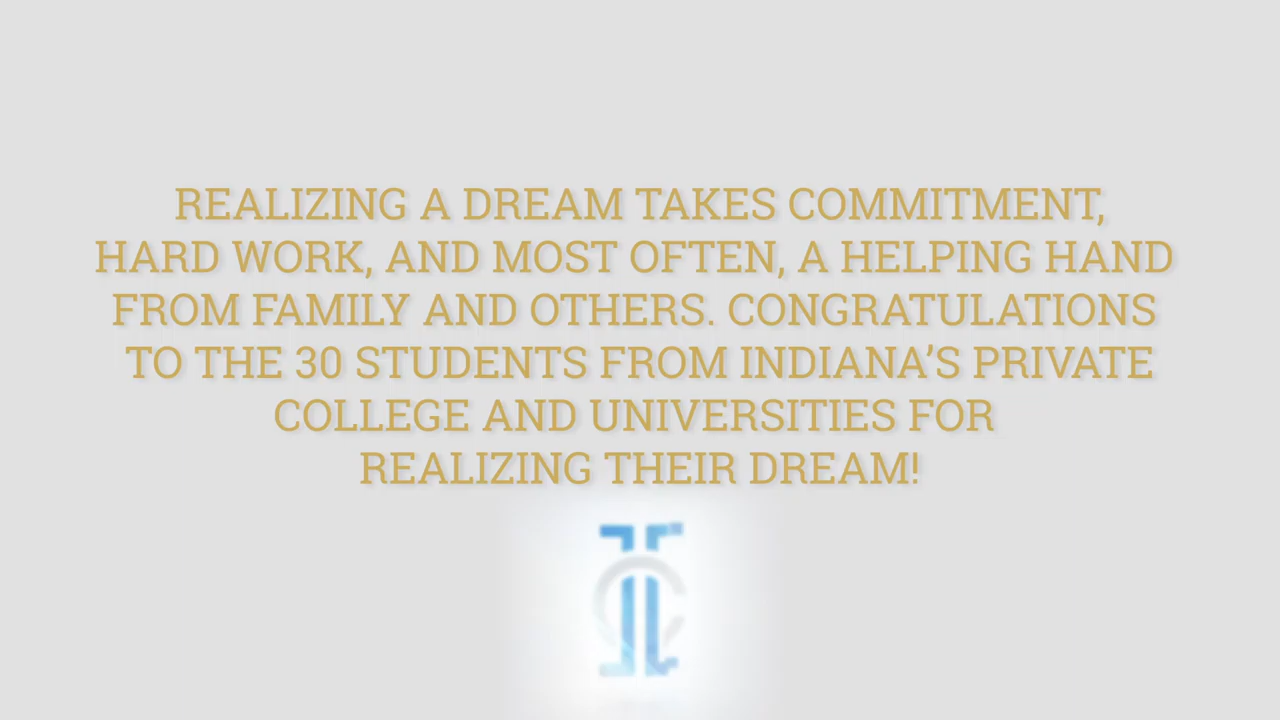 REALIZING A DREAM TAKES COMMITMENT,
HARD WORK, AND MOST OFTEN, A HELPING HAND
FROM FAMILY AND OTHERS. CONGRATULATIONS
TO THE 30 STUDENTS FROM INDIANA’S PRIVATE
COLLEGE AND UNIVERSITIES FOR
REALIZING THEIR DREAM!